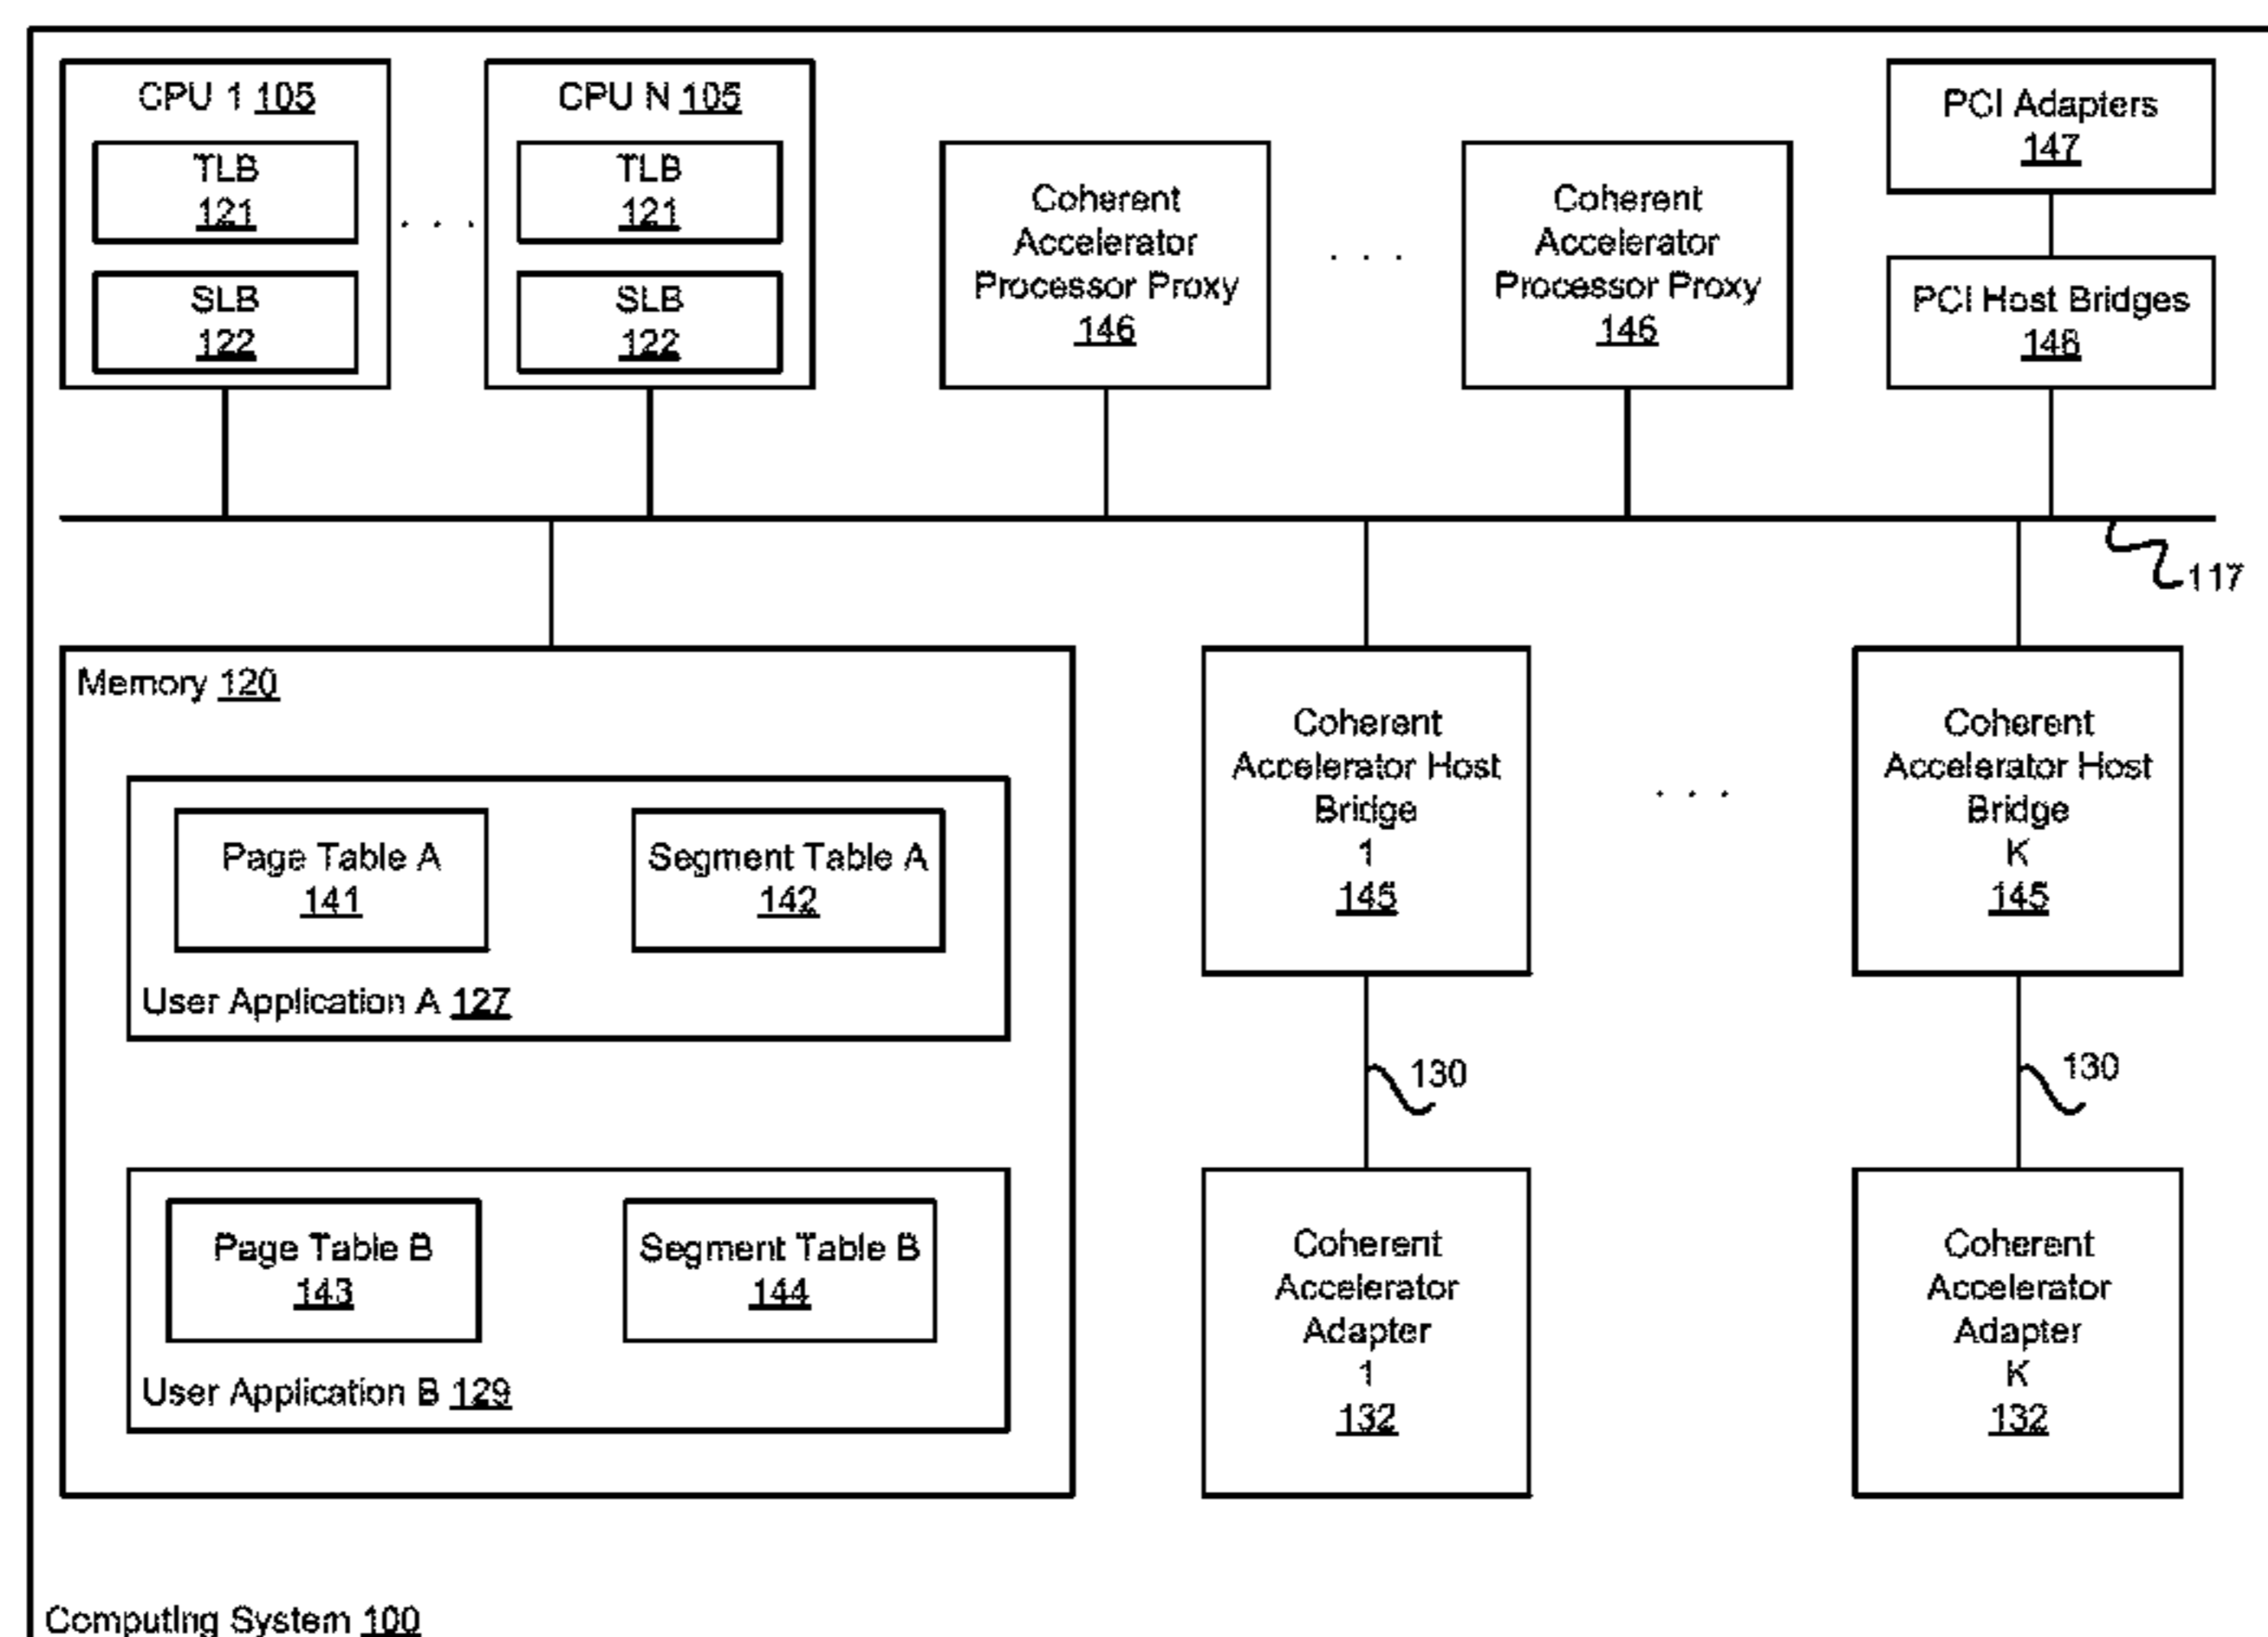 CPU 1 105
TLB
121
SLB
122
. . .
CPU N 105
TLB
121
SLB
122
Coherent
Accelerator
Processor Proxy
146
. . .
Coherent
Accelerator
Processor Proxy
146
PCI Adapters
147
PCI Host Bridges
148
117
Memory 120
Page Table A
141
Segment Table A
142
User Application A 127
Page Table B
143
Segment Table B
144
User Application B 129
Coherent
Accelerator Host
Bridge
1
145
. . .
Coherent
Accelerator Host
Bridge
K
145
130
130
Coherent
Accelerator
Adapter
1
132
Coherent
Accelerator
Adapter
K
132
Computing System 100